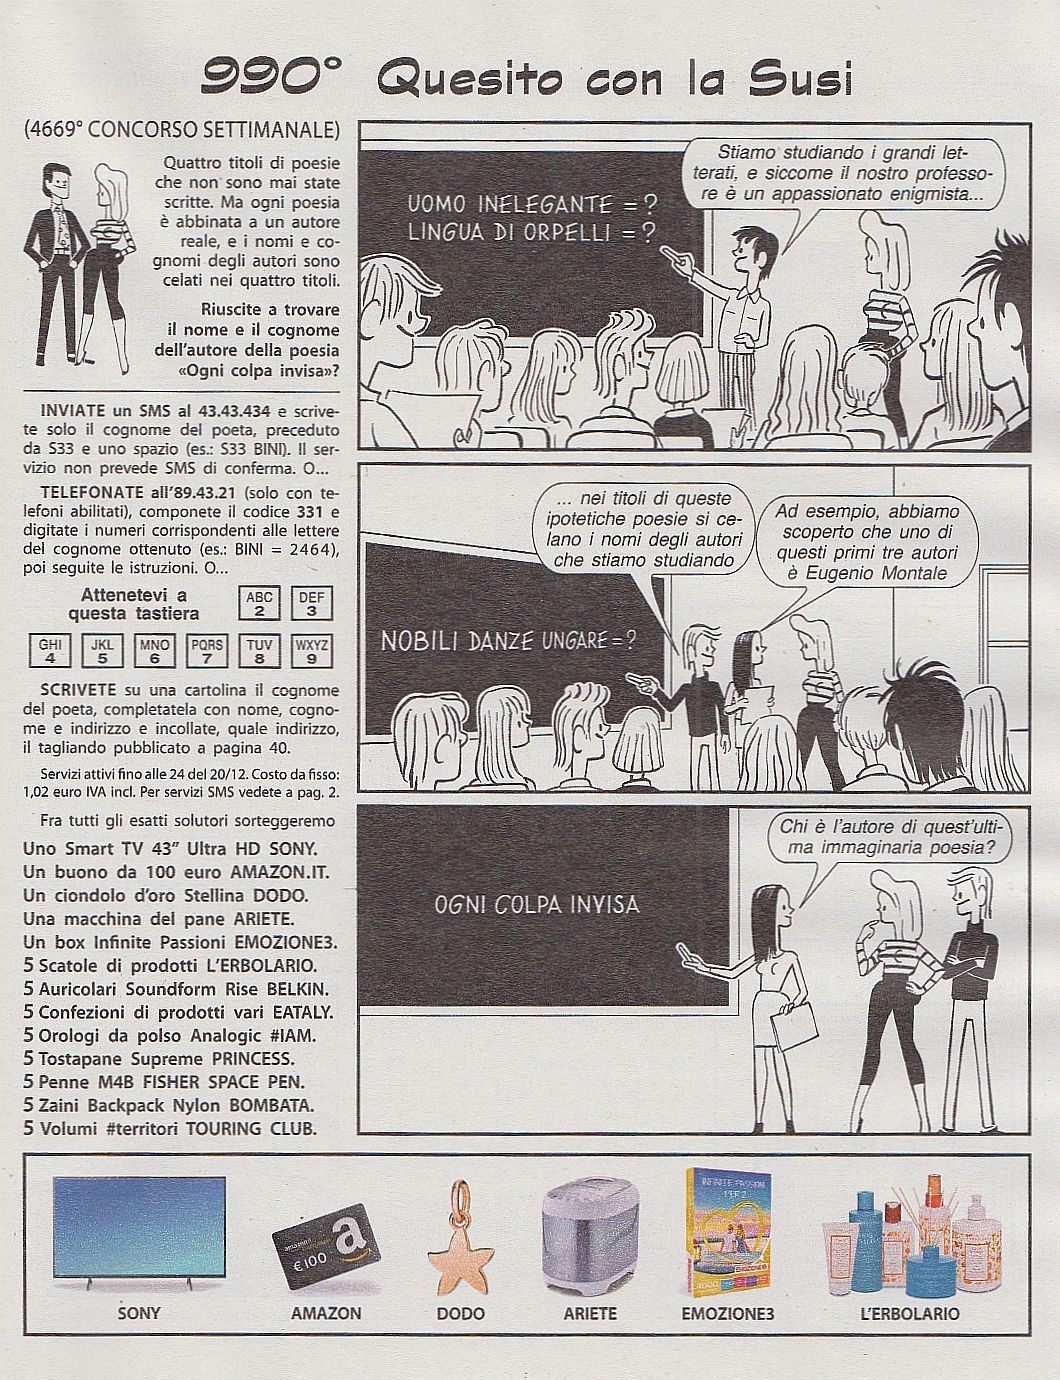 990° Quesito con la Susi
(4669° CONCORSO SETTIMANALE)
Quattro titoli di poesie
che non sono mai state
scritte. Ma ogni poesia
è abbinata a un autore
reale, e i nomi e co-
gnomi degli autori sono
celati nei quattro titoli.
Riuscite a trovare
il nome e il cognome
dell'autore della poesia
«Ogni colpa invisa»?
INVIATE un SMS al 43.43.434 e scrive-
te solo il cognome del poeta, preceduto
da S33 e uno spazio (es.: S33 BINI). Il ser-
vizio non prevede SMS di conferma. O...
TELEFONATE all'89.43.21 (solo con te-
lefoni abilitati), componete il codice 331 e
digitate i numeri corrispondenti alle lettere
del cognome ottenuto (es.: BINI = 2464),
poi seguite le istruzioni. O...
Attenetevi a
questa tastiera
ABC
2
DEF
3
GHI
4
JKL
5
MNO
6
PQRS
7
TUV
8
WXYZ
9
SCRIVETE su una cartolina il cognome
del poeta, completatela con nome, cogno-
me e indirizzo e incollate, quale indirizzo,
il tagliando pubblicato a pagina 40.
Servizi attivi fino alle 24 del 20/12. Costo da fisso:
1,02 euro IVA incl. Per servizi SMS vedete a pag. 2.
Fra tutti gli esatti solutori sorteggeremo
Uno Smart TV 43" Ultra HD SONY.
Un buono da 100 euro AMAZON.IT.
Un ciondolo d'oro Stellina DODO.
Una macchina del pane ARIETE.
Un box Infinite Passioni EMOZIONE3.
5 Scatole di prodotti L'ERBOLARIO.
5 Auricolari Soundform Rise BELKIN.
5 Confezioni di prodotti vari EATALY.
5 Orologi da polso Analogic #IAM.
5 Tostapane Supreme PRINCESS.
5 Penne M4B FISHER SPACE PEN.
5 Zaini Backpack Nylon BOMBATA.
5 Volumi #territori TOURING CLUB.
UOMO INELEGANTE = ?
LINGUA DI ORPELLI = ?
Stiamo studiando i grandi let-
terati, e siccome il nostro professo-
re è un appassionato enigmista...
... nei titoli di queste
ipotetiche poesie si ce-
lano i nomi degli autori
che stiamo studiando
Ad esempio, abbiamo
scoperto che uno di
questi primi tre autori
è Eugenio Montale
NOBILI DANZE UNGARE = ?
Chi è l'autore di quest'ulti-
ma immaginaria poesia?
OGNI COLPA INVISA
amazon
a
€100
INFINITE PASSIONI
PER 2
EMOZIONE3
SONY
AMAZON
DODO
ARIETE
EMOZIONE3
L'ERBOLARIO